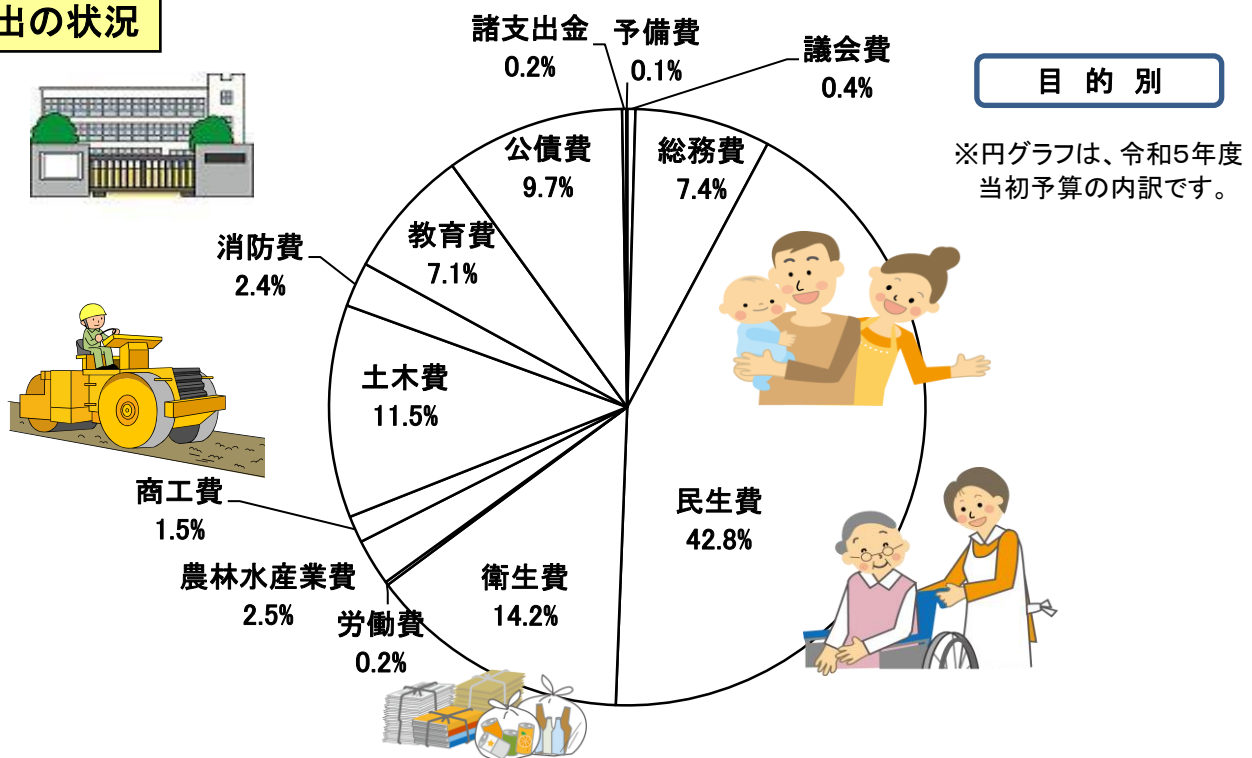 出の状況
目的別
※円グラフは、令和5年度
当初予算の内訳です。
諸支出金
0.2%
予備費
0.1%
議会費
0.4%
総務費
7.4%
民生費
42.8%
衛生費
14.2%
労働費
0.2%
農林水産業費
2.5%
商工費
1.5%
土木費
11.5%
消防費
2.4%
教育費
7.1%
公債費
9.7%